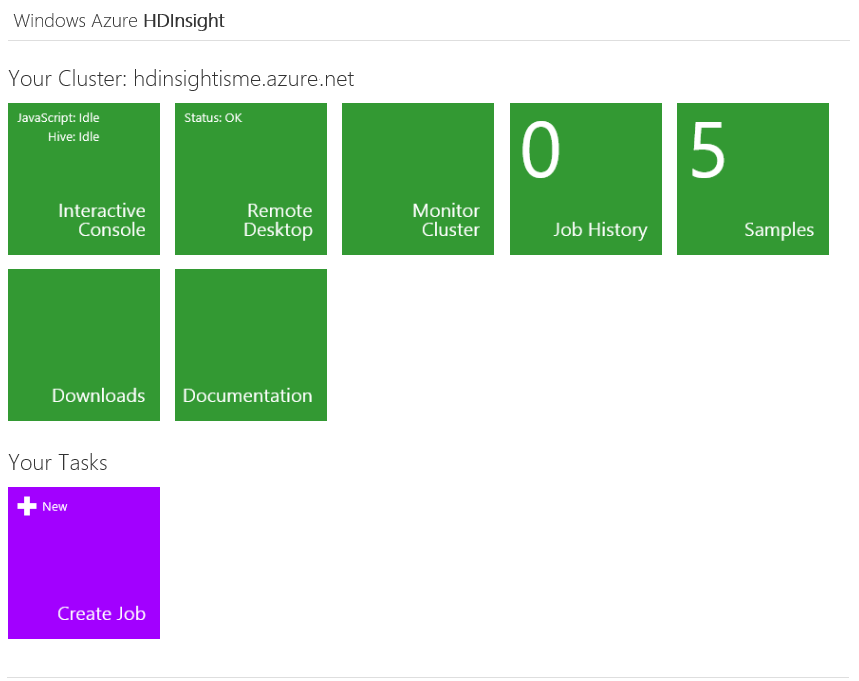 Windows Azure HDInsight
Your Cluster: hdinsightisme.azure.net
JavaScript: Idle
Hive: Idle
Interactive
Console
Status: OK
Remote
Desktop
Monitor
Cluster
0
Job History
5
Samples
Downloads
Documentation
Your Tasks
New
Create Job